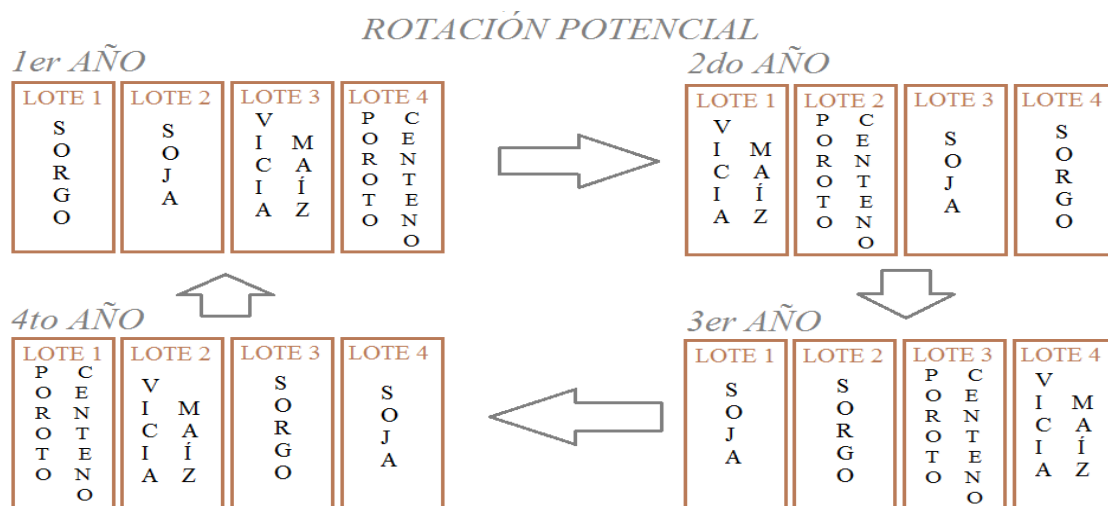 ROTACIÓN POTENCIAL
1er AÑO
LOTE 1
SORGO
LOTE 2
SOJA
LOTE 3
VICIA
MAÍZ
LOTE 4
POROTO
CENTENO
2do AÑO
LOTE 1
VICIA
MAÍZ
LOTE 2
POROTO
CENTENO
LOTE 3
SOJA
LOTE 4
SORGO
3er AÑO
LOTE 1
SOJA
LOTE 2
SORGO
LOTE 3
POROTO
CENTENO
LOTE 4
VICIA
MAÍZ
4to AÑO
LOTE 1
POROTO
CENTENO
LOTE 2
VICIA
MAÍZ
LOTE 3
SORGO
LOTE 4
SOJA